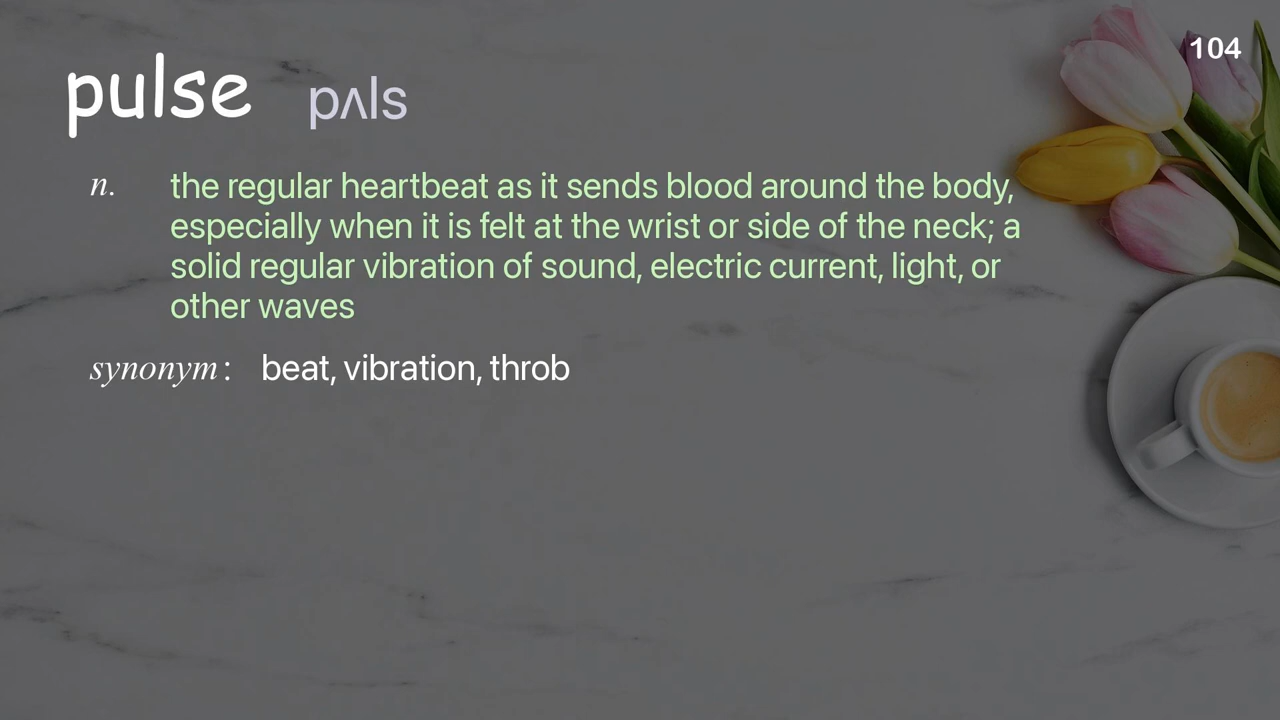 104
pulse pʌls
n. the regular heartbeat as it sends blood around the body,
especially when it is felt at the wrist or side of the neck; a
solid regular vibration of sound, electric current, light, or
other waves
synonym: beat, vibration, throb